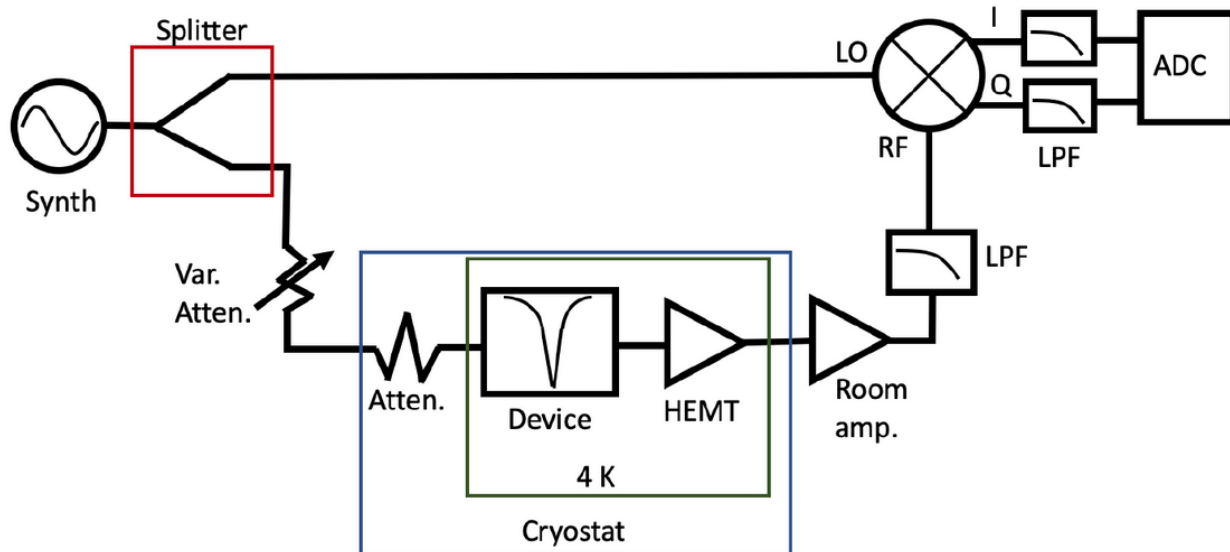 Splitter
Synth
Var.
Atten.
Atten.
Device
HEMT
4 K
Cryostat
Room
amp.
LPF
RF
LO
I
Q
LPF
ADC